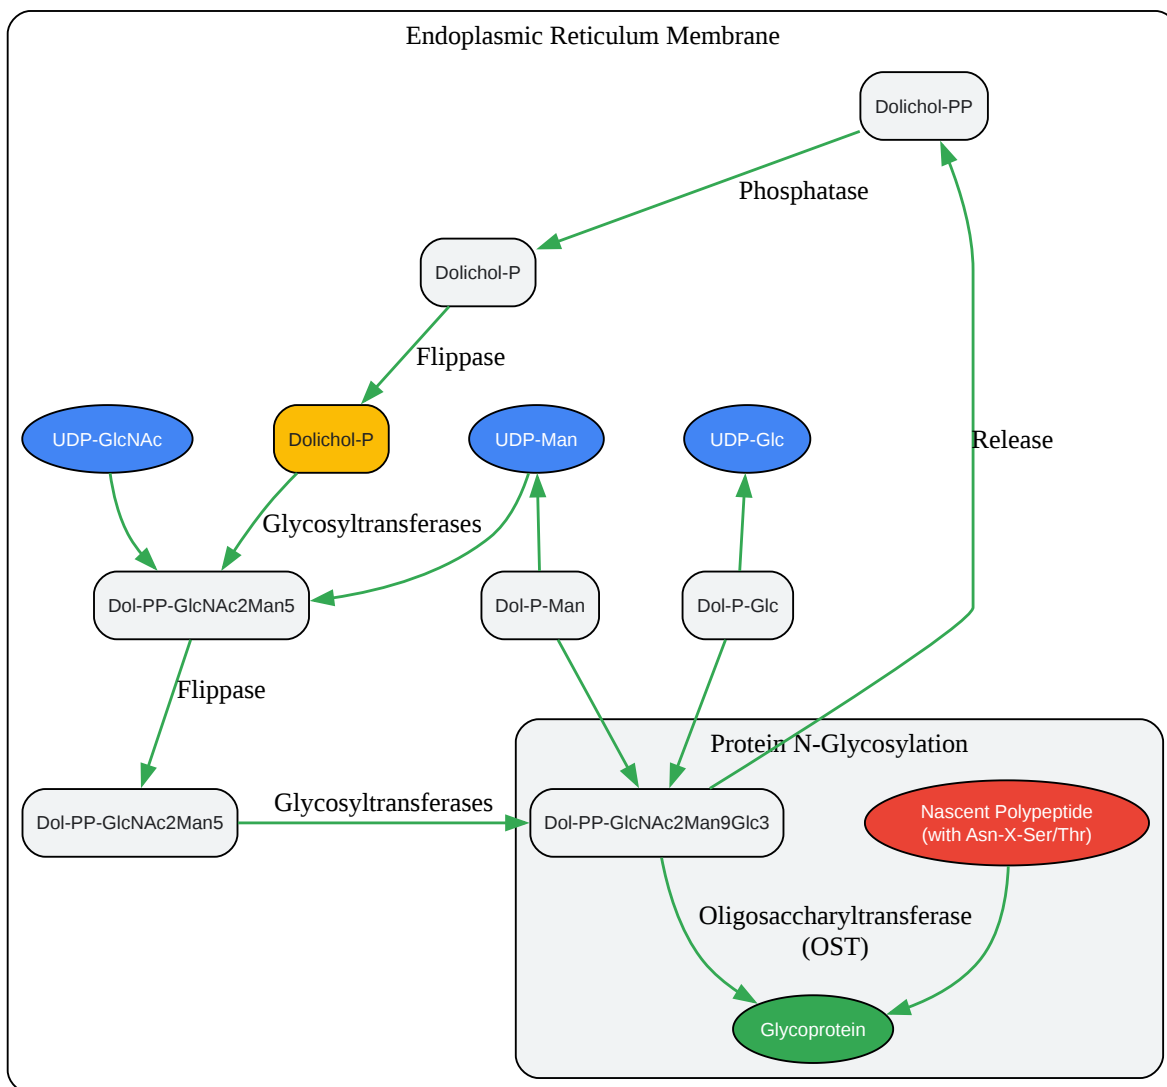 Endoplasmic Reticulum Membrane
Dolichol-PP
Phosphatase
Dolichol-P
Flippase
UDP-GlcNAc
Dolichol-P
UDP-Man
UDP-Glc
Release
Glycosyltransferases
Dol-PP-GlcNAc2Man5
Dol-P-Man
Dol-P-Glc
Flippase
Protein N-Glycosylation
Dol-PP-GlcNAc2Man5
Glycosyltransferases
Dol-PP-GlcNAc2Man9Glc3
Nascent Polypeptide
(with Asn-X-Ser/Thr)
Oligosaccharyltransferase
(OST)
Glycoprotein